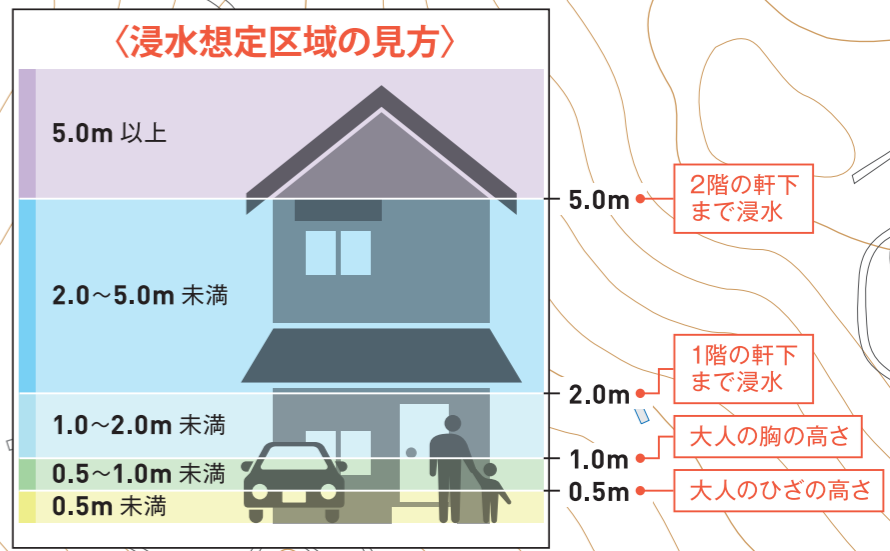 〈浸水想定区域の見方〉
5.0m 以上
5.0m
2階の軒下
まで浸水
2.0〜5.0m 未満
1階の軒下
まで浸水
2.0m
1.0〜2.0m 未満
大人の胸の高さ
1.0m
0.5〜1.0m 未満
0.5m
大人のひざの高さ
0.5m 未満